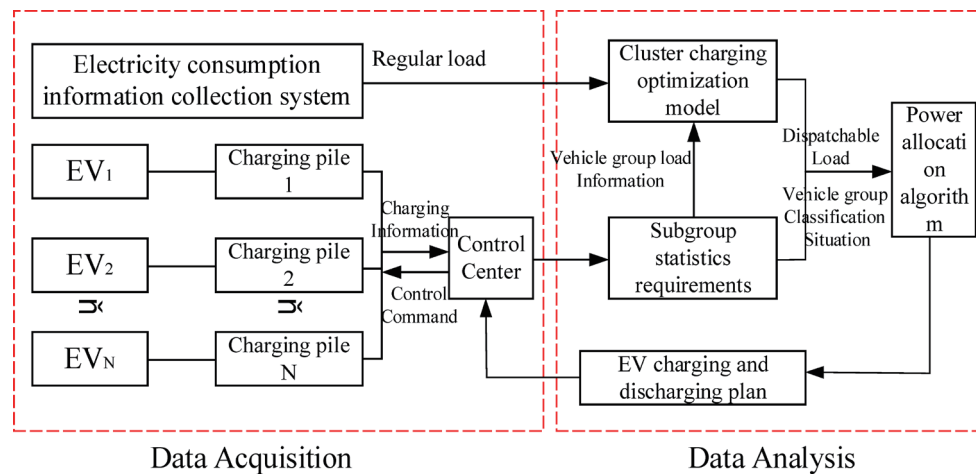 Electricity consumption
information collection system
Regular load
Cluster charging
optimization
model
EV1
Charging pile
1
Vehicle group load
Information
Dispatchable
Load
Power
allocati
on
algorith
m
Charging
Information
Vehicle group
Classification
Situation
EV2
Charging pile
2
Control
Center
Subgroup
statistics
requirements
Control
Command
EVN
Charging pile
N
EV charging and
discharging plan
Data Acquisition
Data Analysis